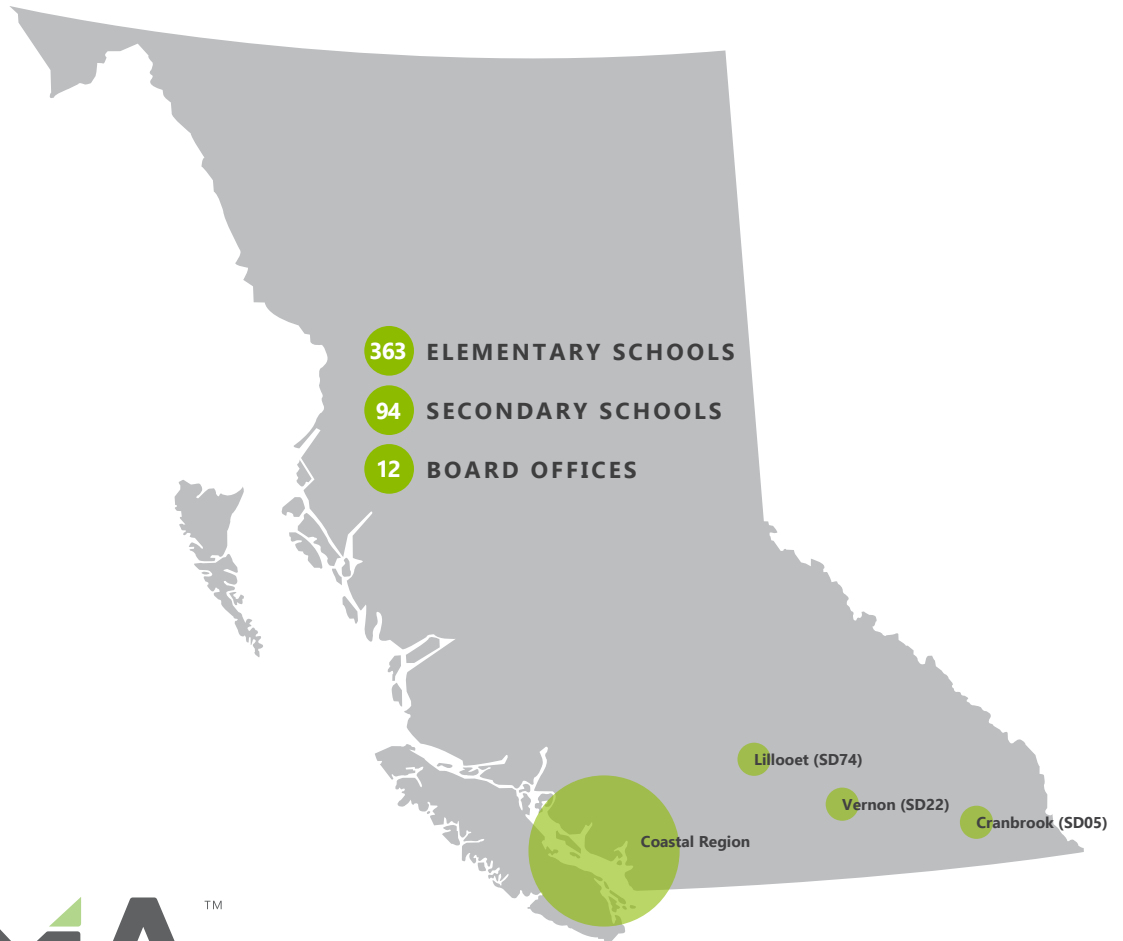 363 ELEMENTARY SCHOOLS
94 SECONDARY SCHOOLS
12 BOARD OFFICES
Lillooet (SD74)
Vernon (SD22)
Cranbrook (SD05)
Coastal Region
TM